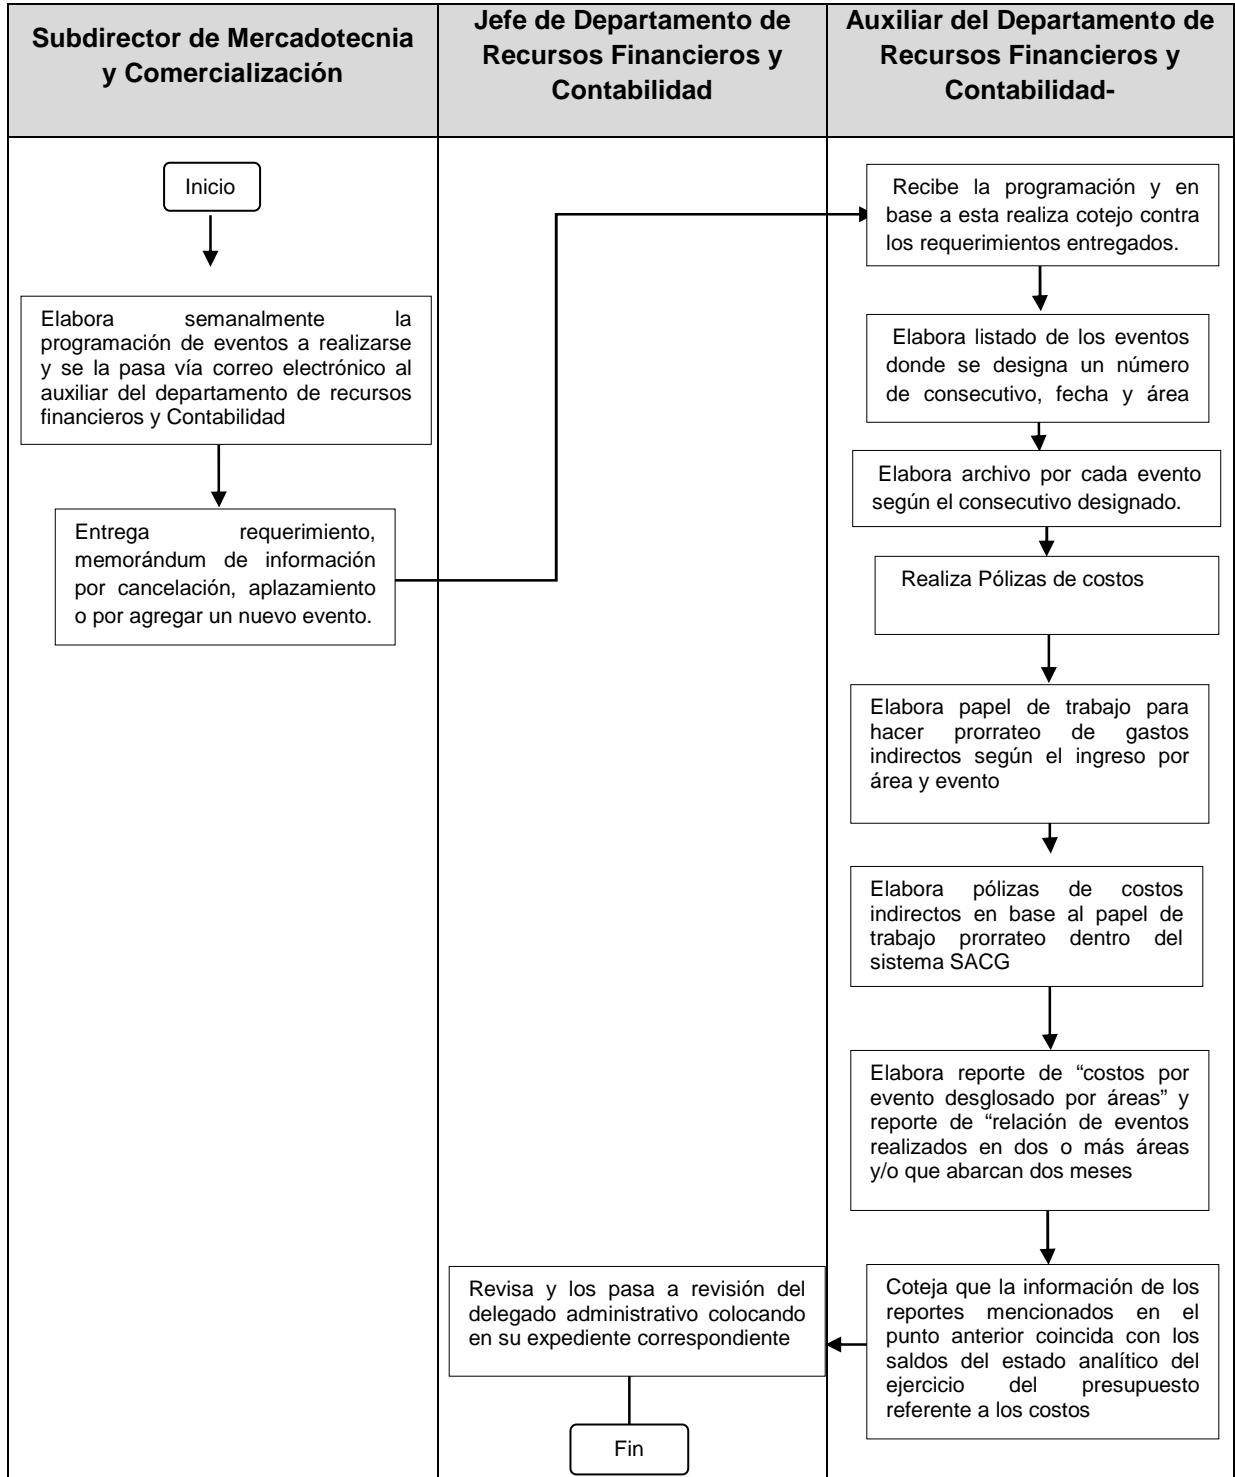 Subdirector de Mercadotecnia
y Comercialización
Jefe de Departamento de
Recursos Financieros y
Contabilidad
Auxiliar del Departamento de
Recursos Financieros y
Contabilidad-
Inicio
Elabora semanalmente la
programación de eventos a realizarse
y se la pasa vía correo electrónico al
auxiliar del departamento de recursos
financieros y Contabilidad
Entrega requerimiento,
memorándum de información
por cancelación, aplazamiento
o por agregar un nuevo evento.
Recibe la programación y en
base a esta realiza cotejo contra
los requerimientos entregados.
Elabora listado de los eventos
donde se designa un número
de consecutivo, fecha y área
Elabora archivo por cada evento
según el consecutivo designado.
Realiza Pólizas de costos
Elabora papel de trabajo para
hacer prorrateo de gastos
indirectos según el ingreso por
área y evento
Elabora pólizas de costos
indirectos en base al papel de
trabajo prorrateo dentro del
sistema SACG
Elabora reporte de “costos por
evento desglosado por áreas” y
reporte de “relación de eventos
realizados en dos o más áreas
y/o que abarcan dos meses
Coteja que la información de los
reportes mencionados en el
punto anterior coincida con los
saldos del estado analítico del
ejercicio del presupuesto
referente a los costos
Revisa y los pasa a revisión del
delegado administrativo colocando
en su expediente correspondiente
Fin